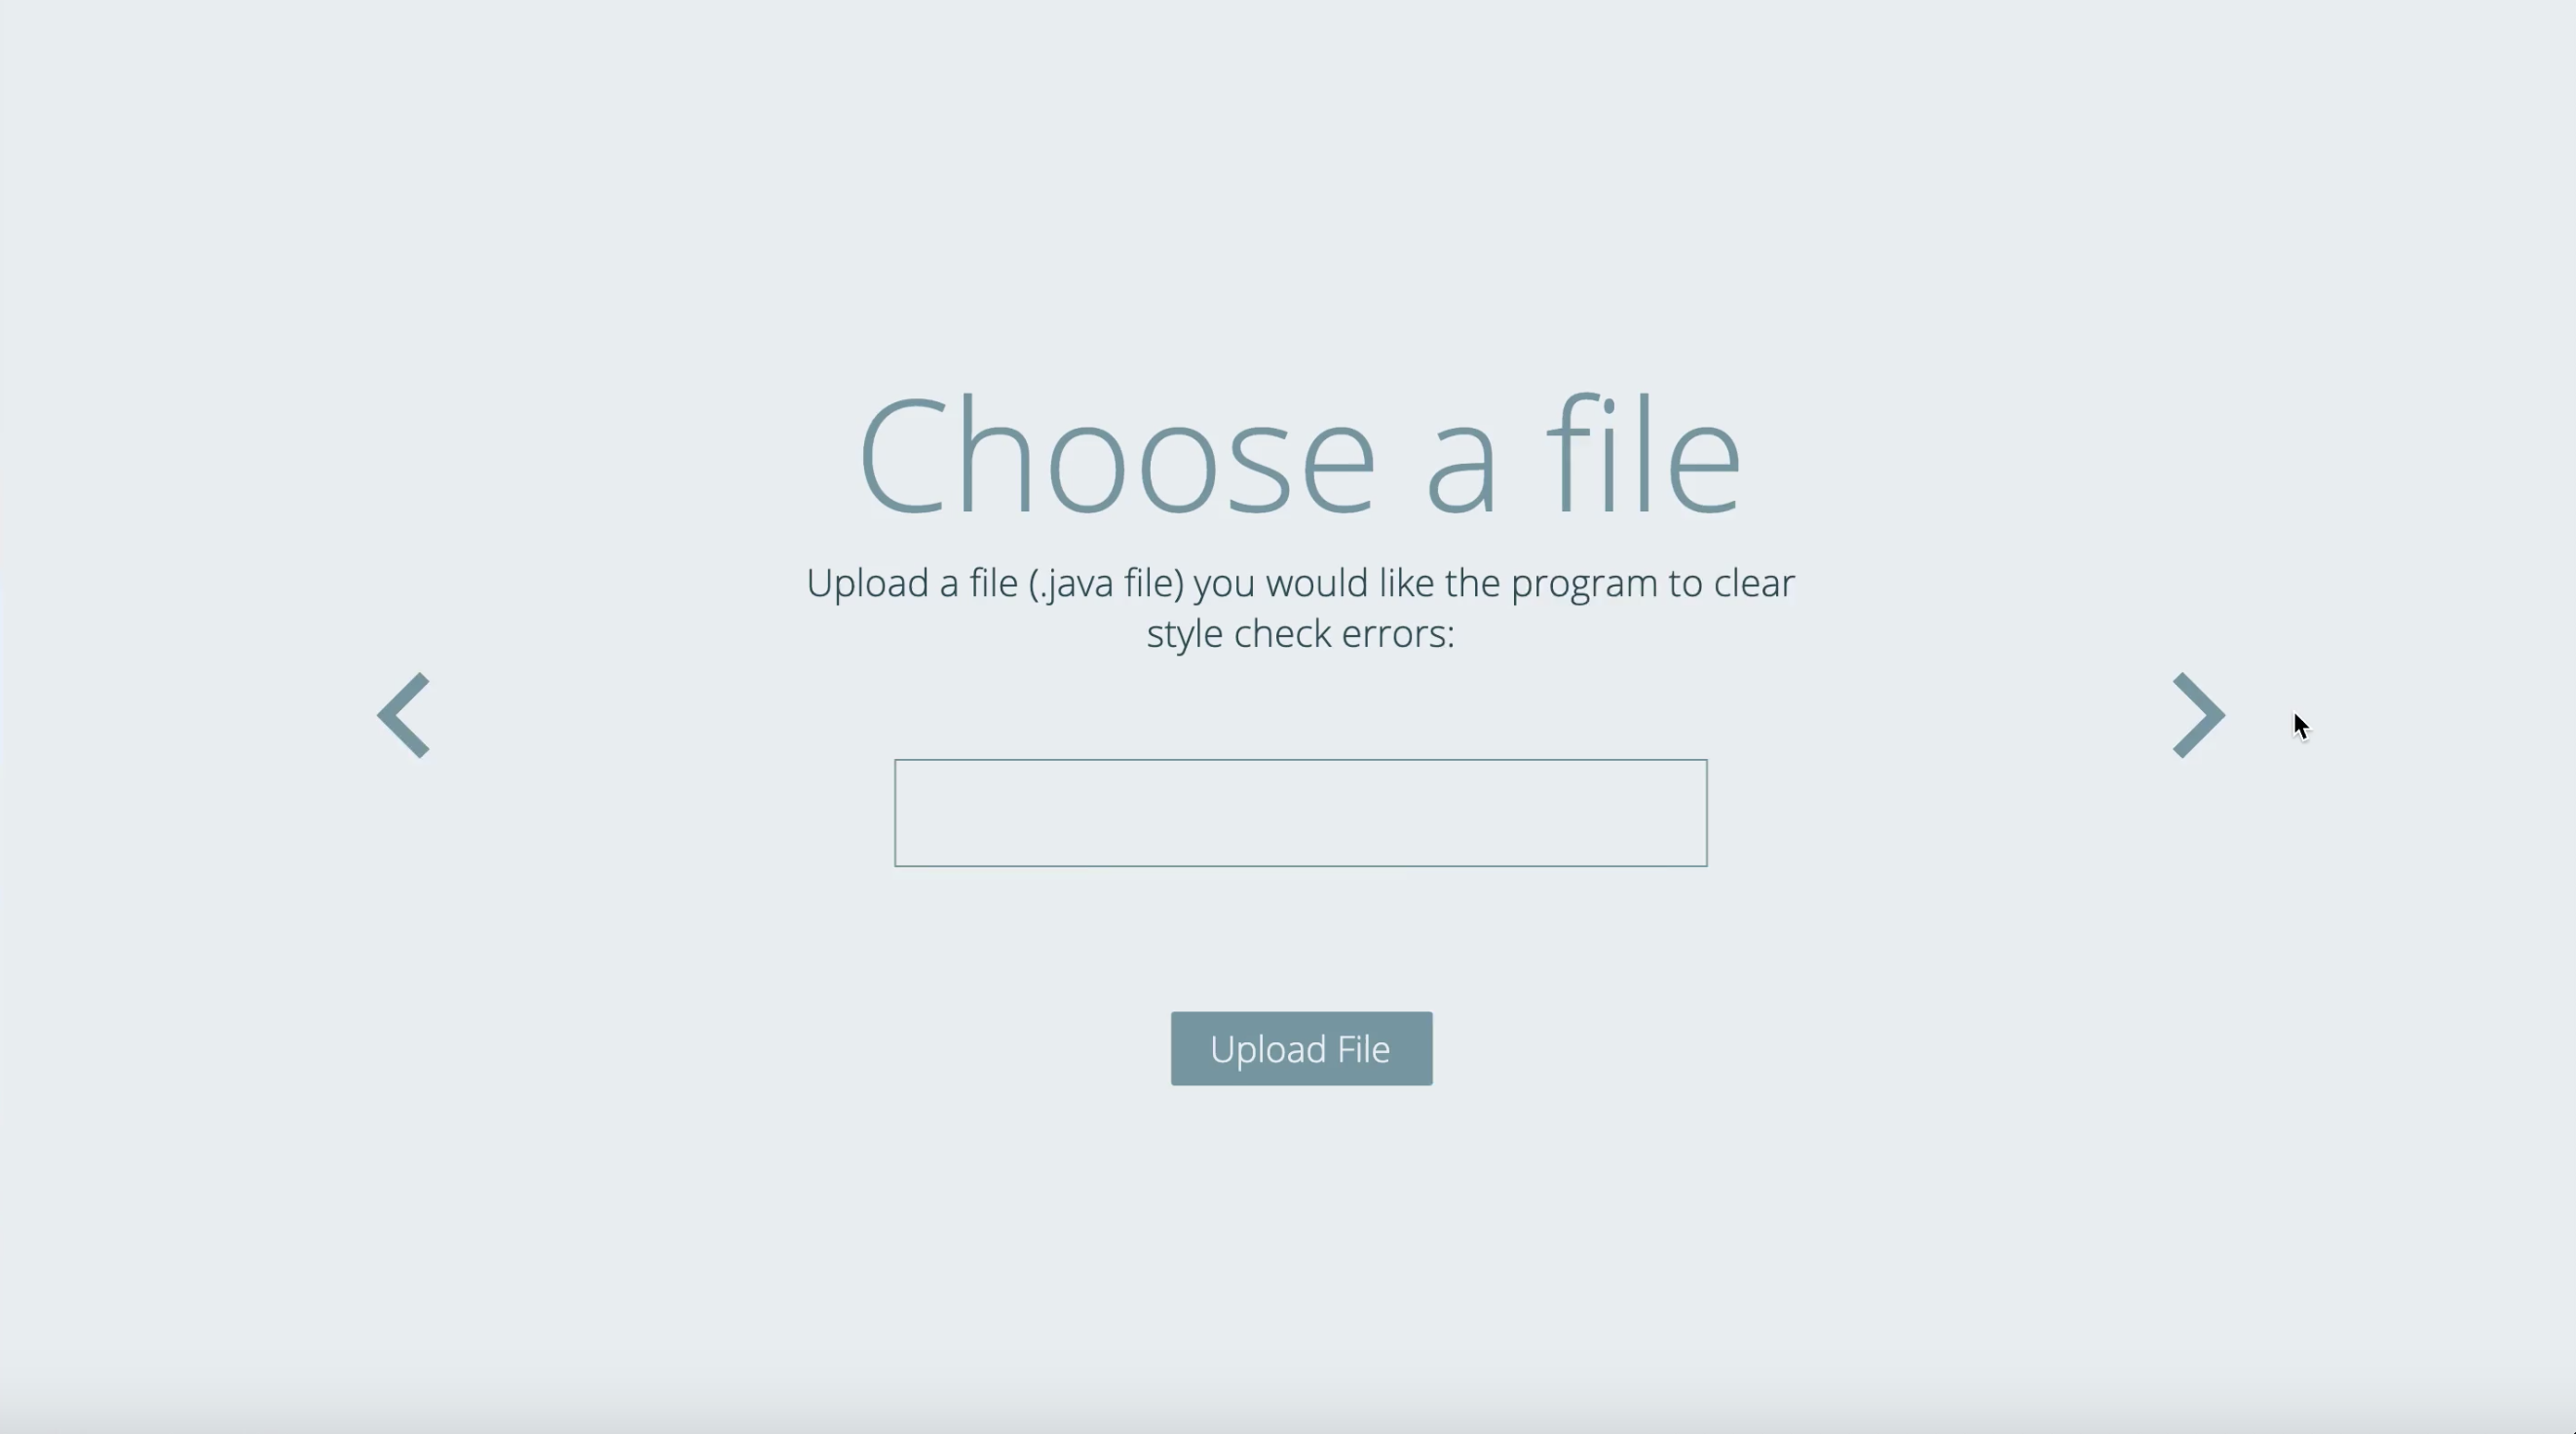 Choose a file
Upload a file (.java file) you would like the program to clear
style check errors:
Upload File